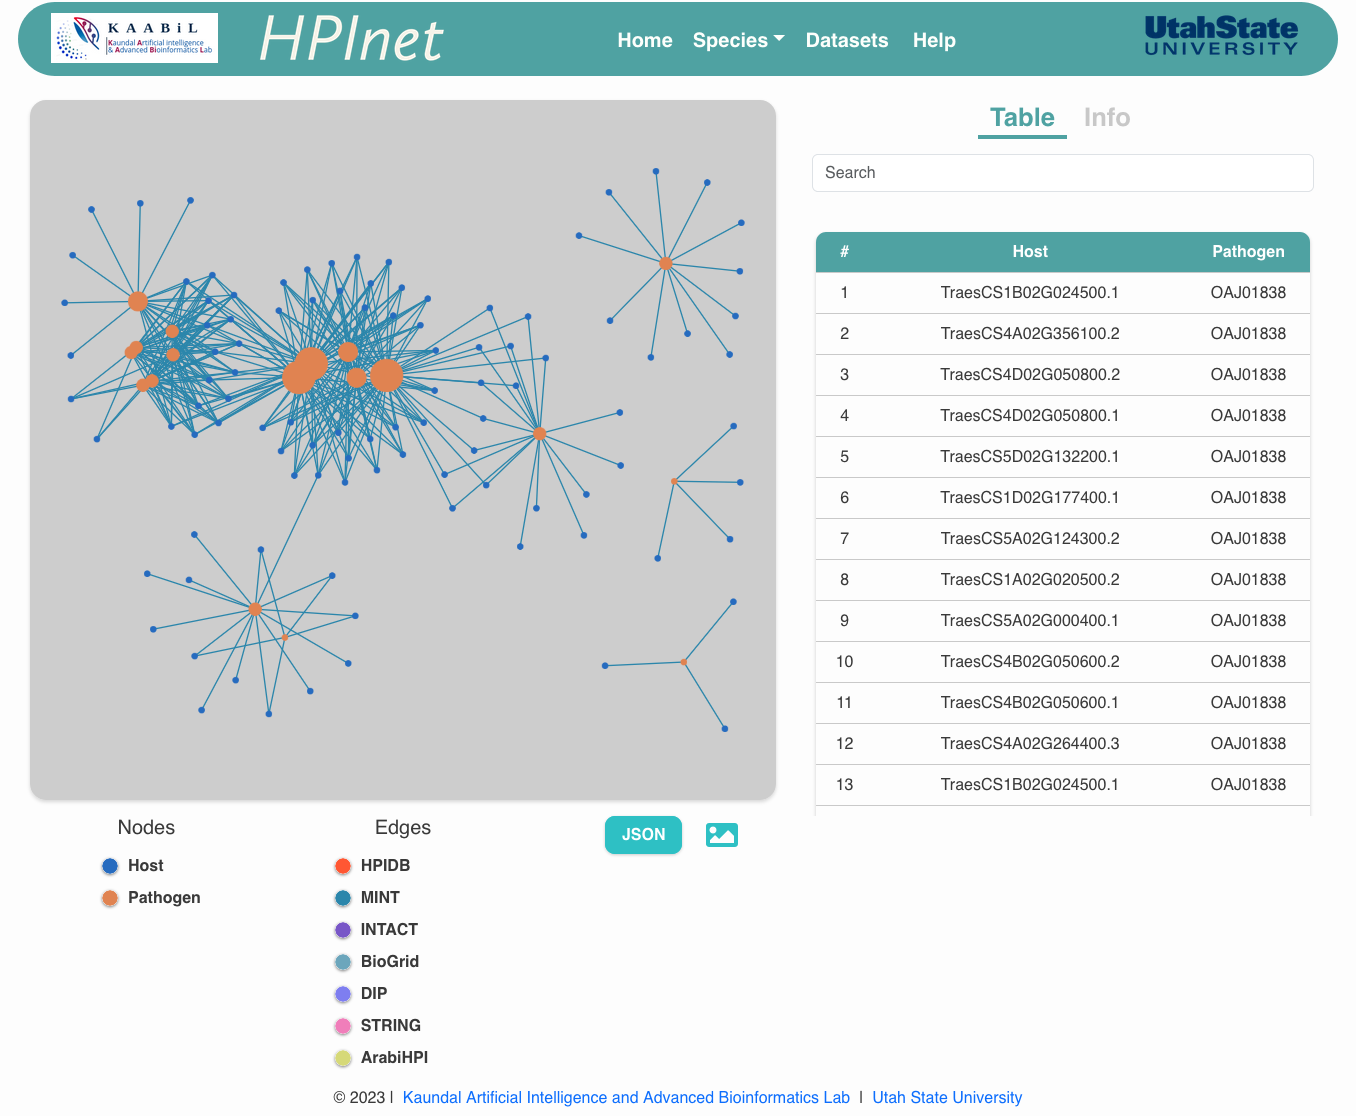 KAABiL
Kaundal Artificial Intelligence
& Advanced Bioinformatics Lab
HPInet
Home Species Datasets Help
UtahState
UNIVERSITY
Table Info
Search
# Host Pathogen
1 TraesCS1B02G024500.1 OAJ01838
2 TraesCS4A02G356100.2 OAJ01838
3 TraesCS4D02G050800.2 OAJ01838
4 TraesCS4D02G050800.1 OAJ01838
5 TraesCS5D02G132200.1 OAJ01838
6 TraesCS1D02G177400.1 OAJ01838
7 TraesCS5A02G124300.2 OAJ01838
8 TraesCS1A02G020500.2 OAJ01838
9 TraesCS5A02G000400.1 OAJ01838
10 TraesCS4B02G050600.2 OAJ01838
11 TraesCS4B02G050600.1 OAJ01838
12 TraesCS4A02G264400.3 OAJ01838
13 TraesCS1B02G024500.1 OAJ01838
Nodes
Host
Pathogen
Edges
HPIDB
MINT
INTACT
BioGrid
DIP
STRING
ArabiHPI
JSON
© 2023 | Kaundal Artificial Intelligence and Advanced Bioinformatics Lab | Utah State University